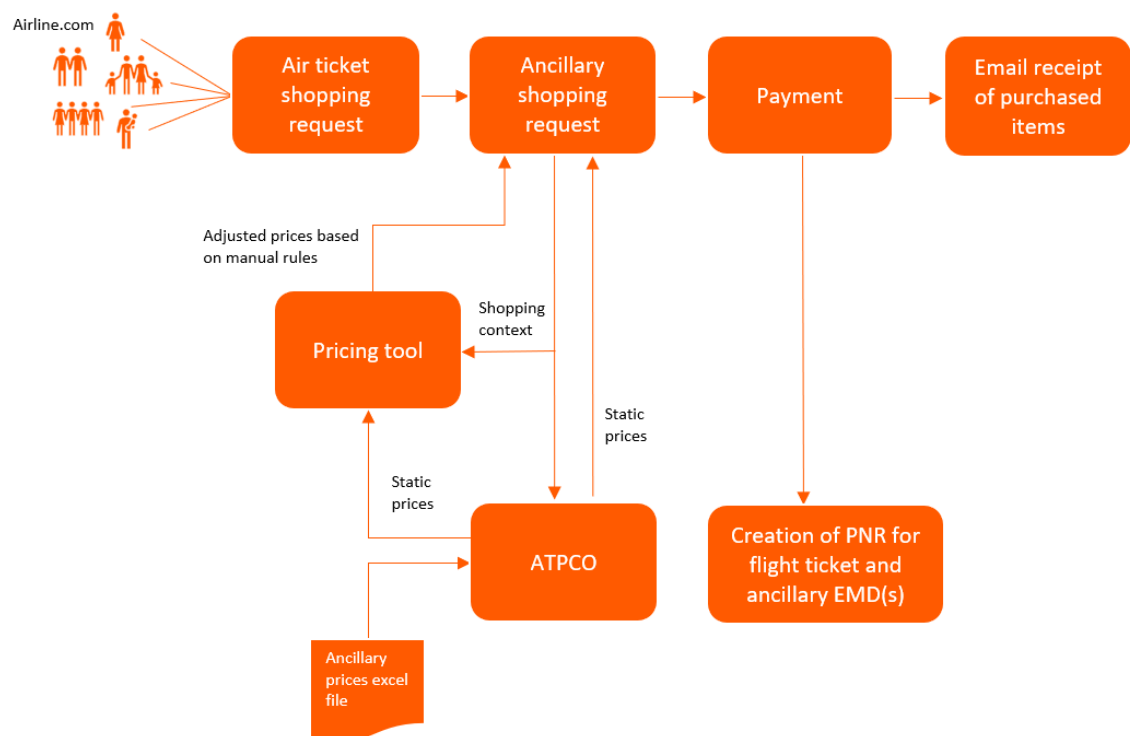 Airline.com
Air ticket
shopping
request
Ancillary
shopping
request
Payment
Email receipt
of purchased
items
Adjusted prices based
on manual rules
Shopping
context
Pricing tool
Static
prices
Static
prices
ATPCO
Creation of PNR for
flight ticket and
ancillary EMD(s)
Ancillary
prices excel
file